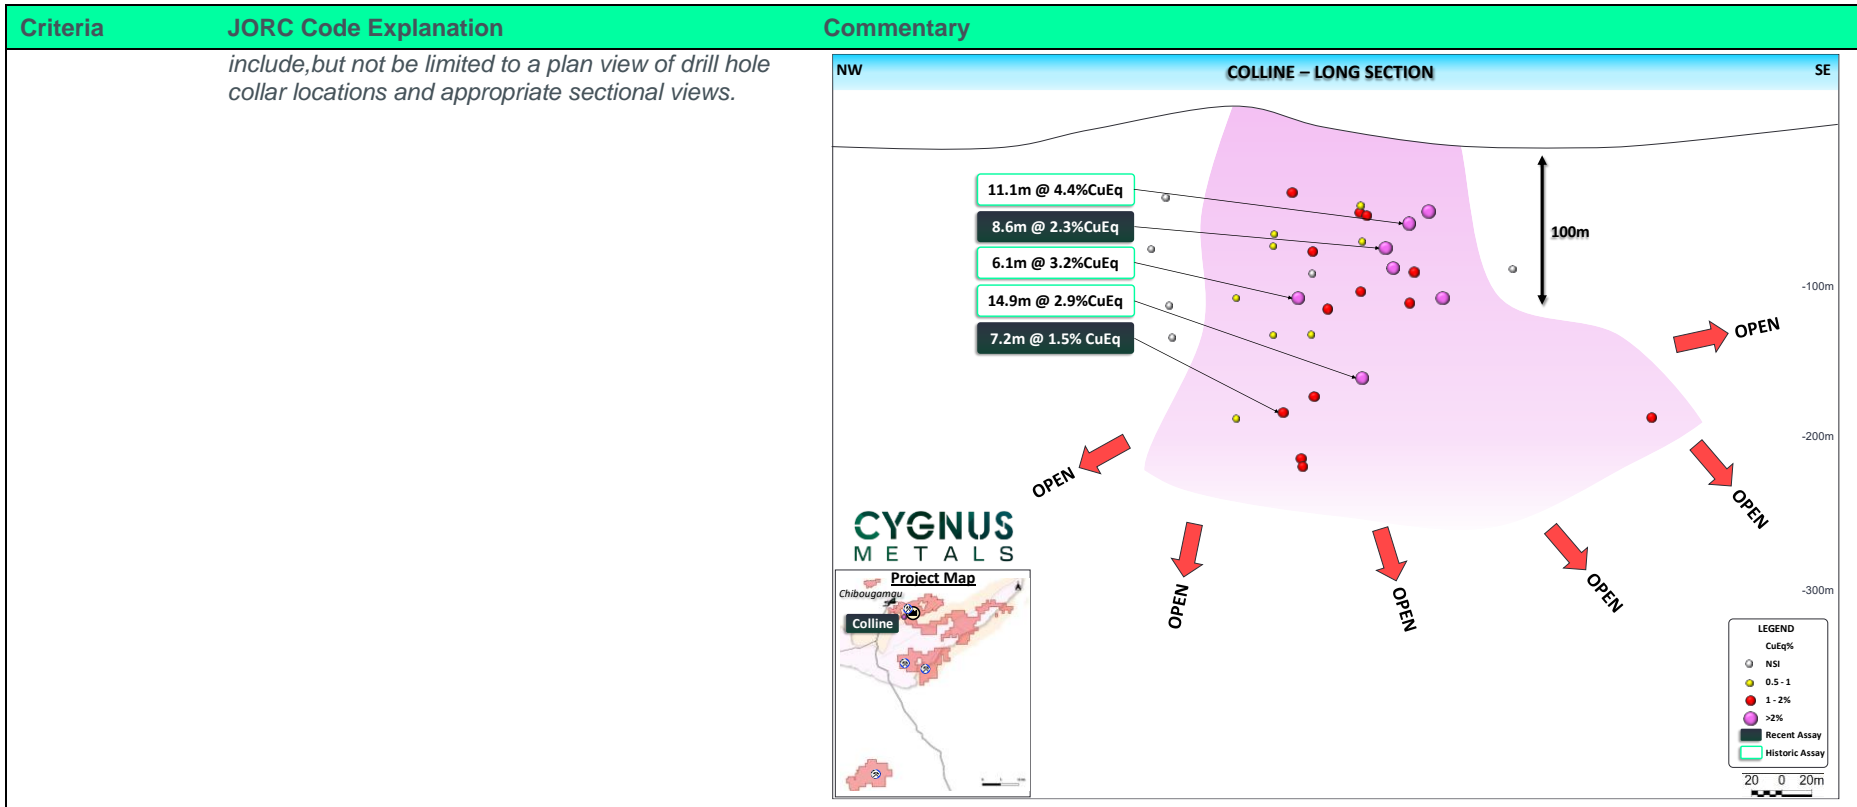 Criteria JORC Code Explanation Commentary
include,but not be limited to a plan view of drill hole
collar locations and appropriate sectional views.
NW COLLINE – LONG SECTION SE
11.1m @ 4.4%CuEq
8.6m @ 2.3%CuEq
6.1m @ 3.2%CuEq
14.9m @ 2.9%CuEq
7.2m @ 1.5% CuEq
100m
-100m
-200m
-300m
OPEN
OPEN
OPEN
OPEN
OPEN
OPEN
CYGNUS
METALS
Project Map
Chibougamau
Colline
LEGEND
CuEq%
NSI
0.5 - 1
1 - 2%
>2%
Recent Assay
Historic Assay
20 0 20m